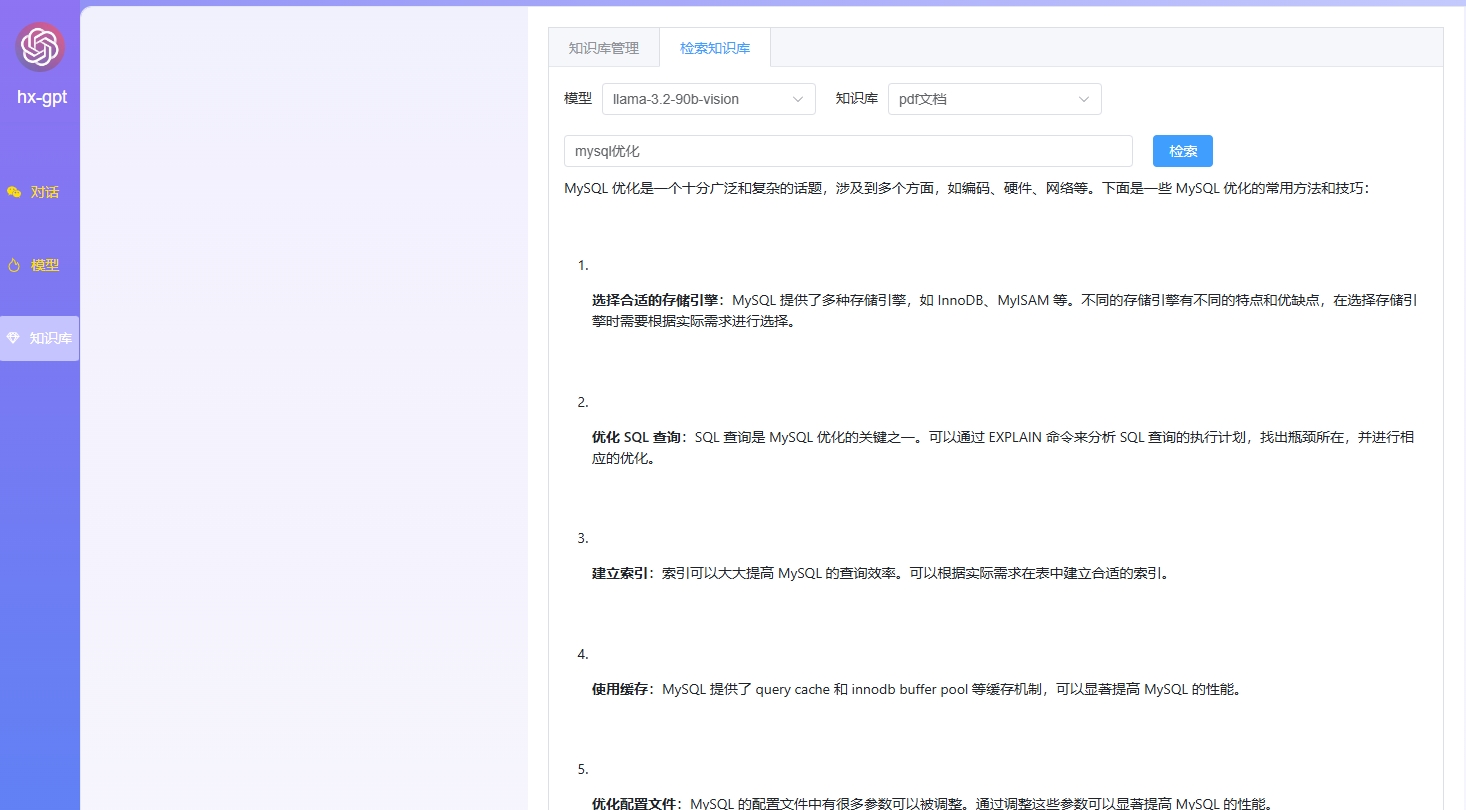 hx-gpt
对话
模型
知识库
知识库管理
检索知识库
模型
llama-3.2-90b-vision
知识库
pdf文档
mysql优化
检索
MySQL 优化是一个十分广泛和复杂的话题，涉及到多个方面，如编码、硬件、网络等。下面是一些 MySQL 优化的常用方法和技巧：
1.
选择合适的存储引擎：MySQL 提供了多种存储引擎，如 InnoDB、MyISAM 等。不同的存储引擎有不同的特点和优缺点，在选择存储引
擎时需要根据实际需求进行选择。
2.
优化 SQL 查询：SQL 查询是 MySQL 优化的关键之一。可以通过 EXPLAIN 命令来分析 SQL 查询的执行计划，找出瓶颈所在，并进行相
应的优化。
3.
建立索引：索引可以大大提高 MySQL 的查询效率。可以根据实际需求在表中建立合适的索引。
4.
使用缓存：MySQL 提供了 query cache 和 innodb buffer pool 等缓存机制，可以显著提高 MySQL 的性能。
5.
优化配置文件：MySQL 的配置文件中有很多参数可以被调整。通过调整这些参数可以显著提高 MySQL 的性能。